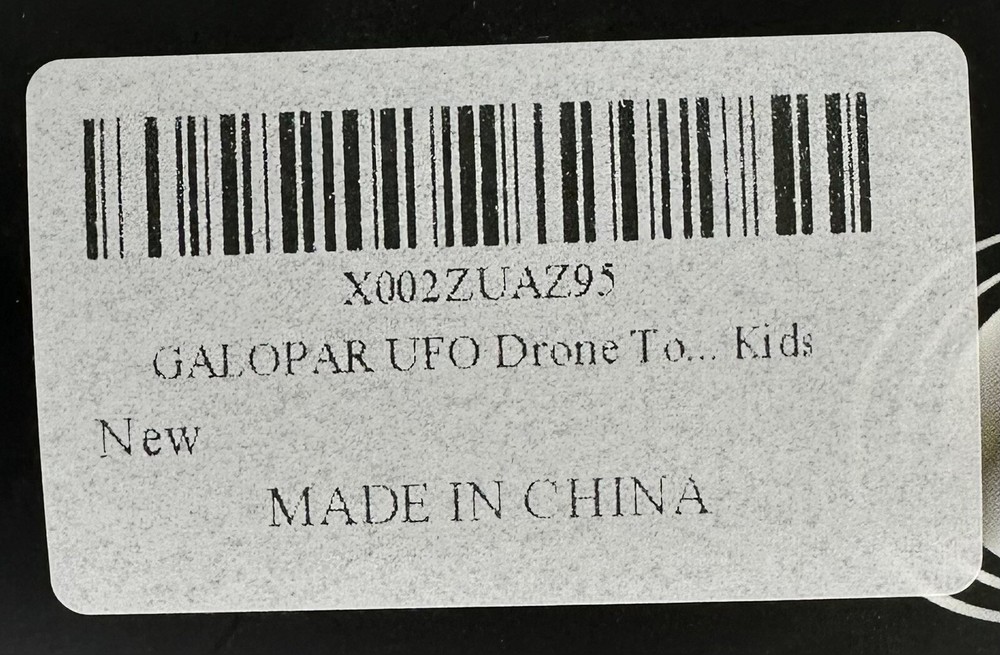 X002ZUAZ95
GALOPAR UFO Drone To... Kids
New
MADE IN CHINA